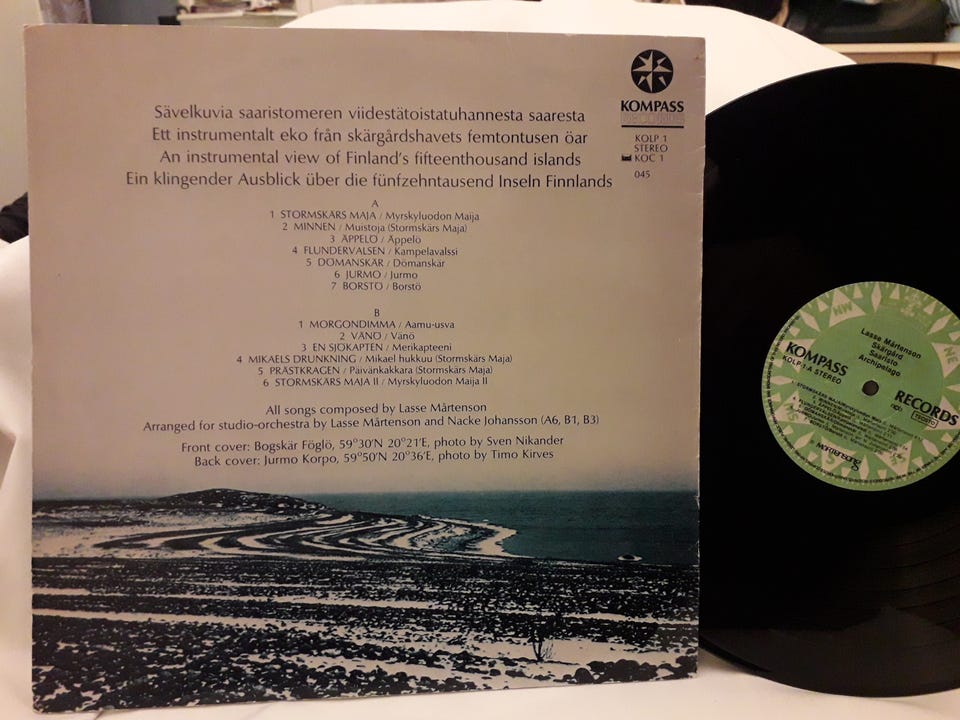 KOMPASS
RECORDS
KOLP 1
STEREO
KOC 1
045
Sävelkuvia saaristomeren viidestätoistatuhannesta saaresta
Ett instrumentalt eko från skärgårdshavets femtontusen öar
An instrumental view of Finland's fifteenthousand islands
Ein klingender Ausblick über die fünfzehntausend Inseln Finnlands
A
1 STORMSKÄRS MAJA / Myrskyluodon Maija
2 MINNEN / Muistoja (Stormskärs Maja)
3 ÄPPELÖ / Äppelö
4 FLUNDERVALSEN / Kampelavalssi
5 DÖMANSKÄR / Dömanskär
6 JURMO / Jurmo
7 BORSTÖ / Borstö
B
1 MORGONDIMMA / Aamu-usva
2 VÄNÖ / Vänö
3 EN SJÖKAPTEN / Merikapteeni
4 MIKAELS DRUNKNING / Mikael hukkuu (Stormskärs Maja)
5 PRÄSTKRAGEN / Päivänkakkara (Stormskärs Maja)
6 STORMSKÄRS MAJA II / Myrskyluodon Maija II
All songs composed by Lasse Mårtenson
Arranged for studio-orchestra by Lasse Mårtenson and Nacke Johansson (A6, B1, B3)
Front cover: Bogskär Föglö, 59°30'N 20°21'E, photo by Sven Nikander
Back cover: Jurmo Korpo, 59°50'N 20°36'E, photo by Timo Kirves
NW
NE
Lasse Mårtenson
Skärgård
Saaristo
Archipelago
KOMPASS
KOLP 1 A STEREO
RECORDS
ncb
TEOSTO